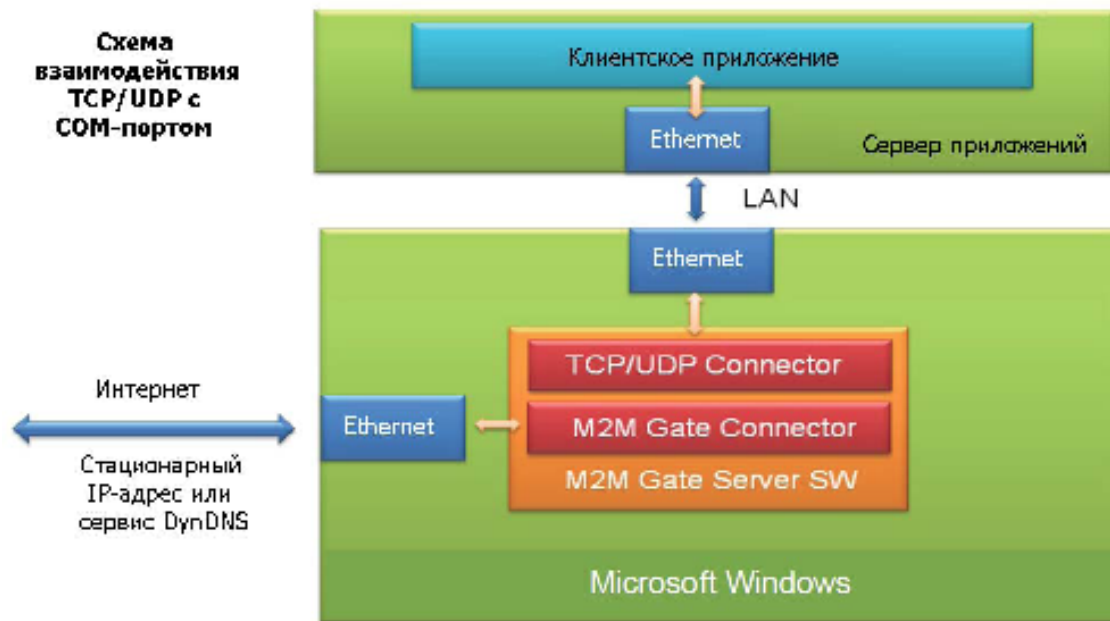 Схема
взаимодействия
TCP/UDP с
COM-портом
Клиентское приложение
Ethernet
Сервер приложений
LAN
Ethernet
TCP/UDP Connector
Интернет
Ethernet
M2M Gate Connector
M2M Gate Server SW
Стационарный
IP-адрес или
сервис DynDNS
Microsoft Windows